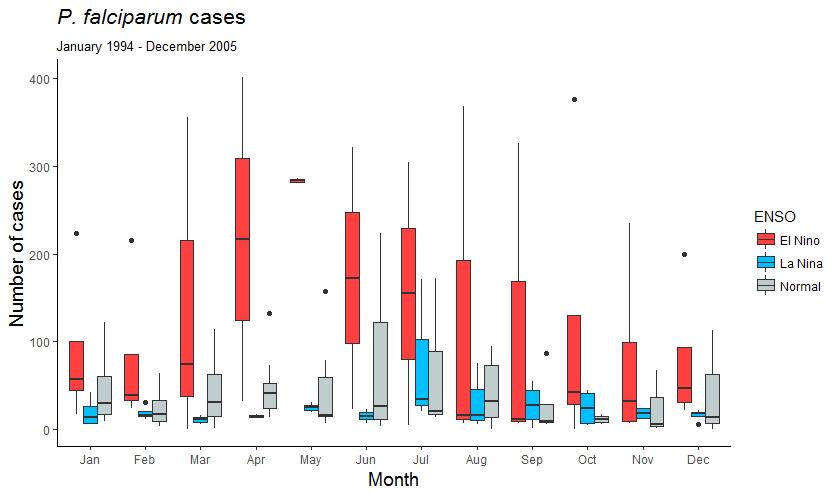 P. falciparum cases
January 1994 - December 2005
Number of cases
400
300
200
100
0
Jan Feb Mar Apr May Jun Jul Aug Sep Oct Nov Dec
Month
ENSO
El Nino
La Nina
Normal